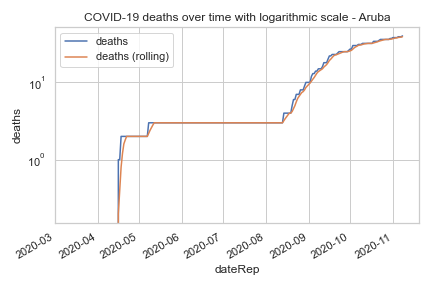 COVID-19 deaths over time with logarithmic scale - Aruba
deaths
deaths (rolling)
10¹
10⁰
deaths
2020-03
2020-04
2020-05
2020-06
2020-07
2020-08
2020-09
2020-10
2020-11
dateRep